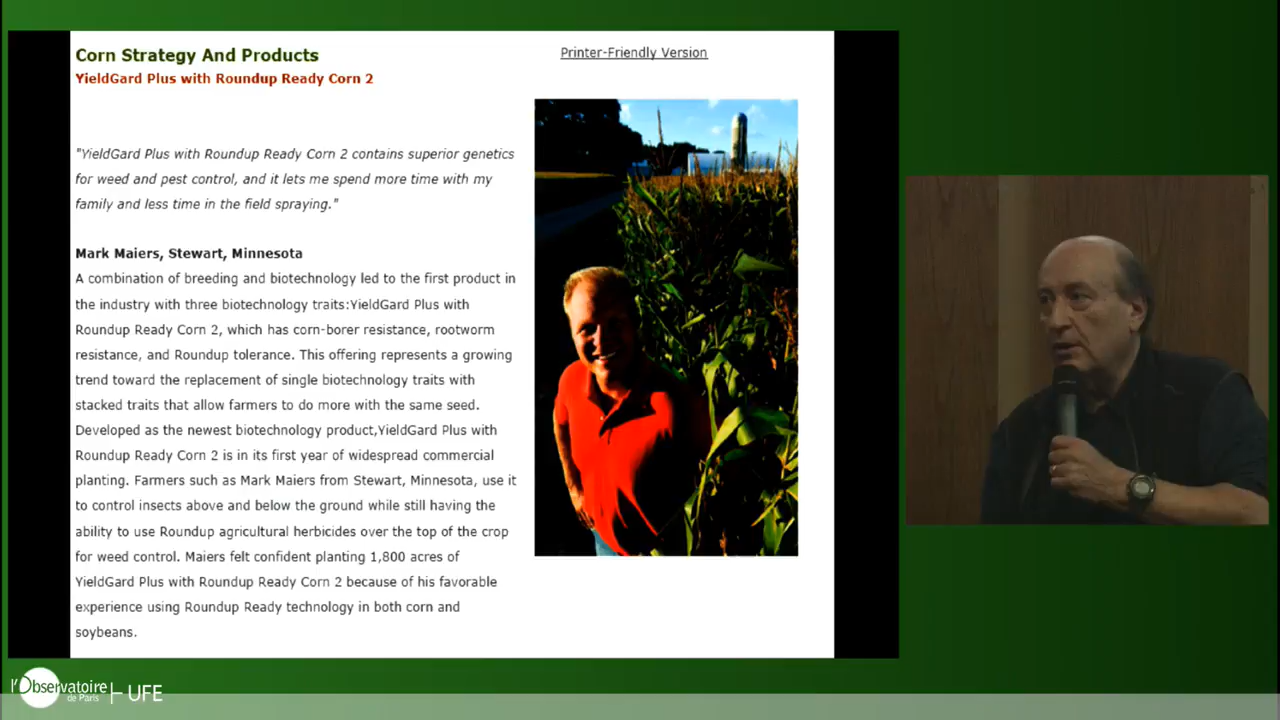 Corn Strategy And Products
Printer-Friendly Version
YieldGard Plus with Roundup Ready Corn 2
"YieldGard Plus with Roundup Ready Corn 2 contains superior genetics
for weed and pest control, and it lets me spend more time with my
family and less time in the field spraying."
Mark Maiers, Stewart, Minnesota
A combination of breeding and biotechnology led to the first product in
the industry with three biotechnology traits:YieldGard Plus with
Roundup Ready Corn 2, which has corn-borer resistance, rootworm
resistance, and Roundup tolerance. This offering represents a growing
trend toward the replacement of single biotechnology traits with
stacked traits that allow farmers to do more with the same seed.
Developed as the newest biotechnology product,YieldGard Plus with
Roundup Ready Corn 2 is in its first year of widespread commercial
planting. Farmers such as Mark Maiers from Stewart, Minnesota, use it
to control insects above and below the ground while still having the
ability to use Roundup agricultural herbicides over the top of the crop
for weed control. Maiers felt confident planting 1,800 acres of
YieldGard Plus with Roundup Ready Corn 2 because of his favorable
experience using Roundup Ready technology in both corn and
soybeans.
l'Observatoire
de Paris
UFE